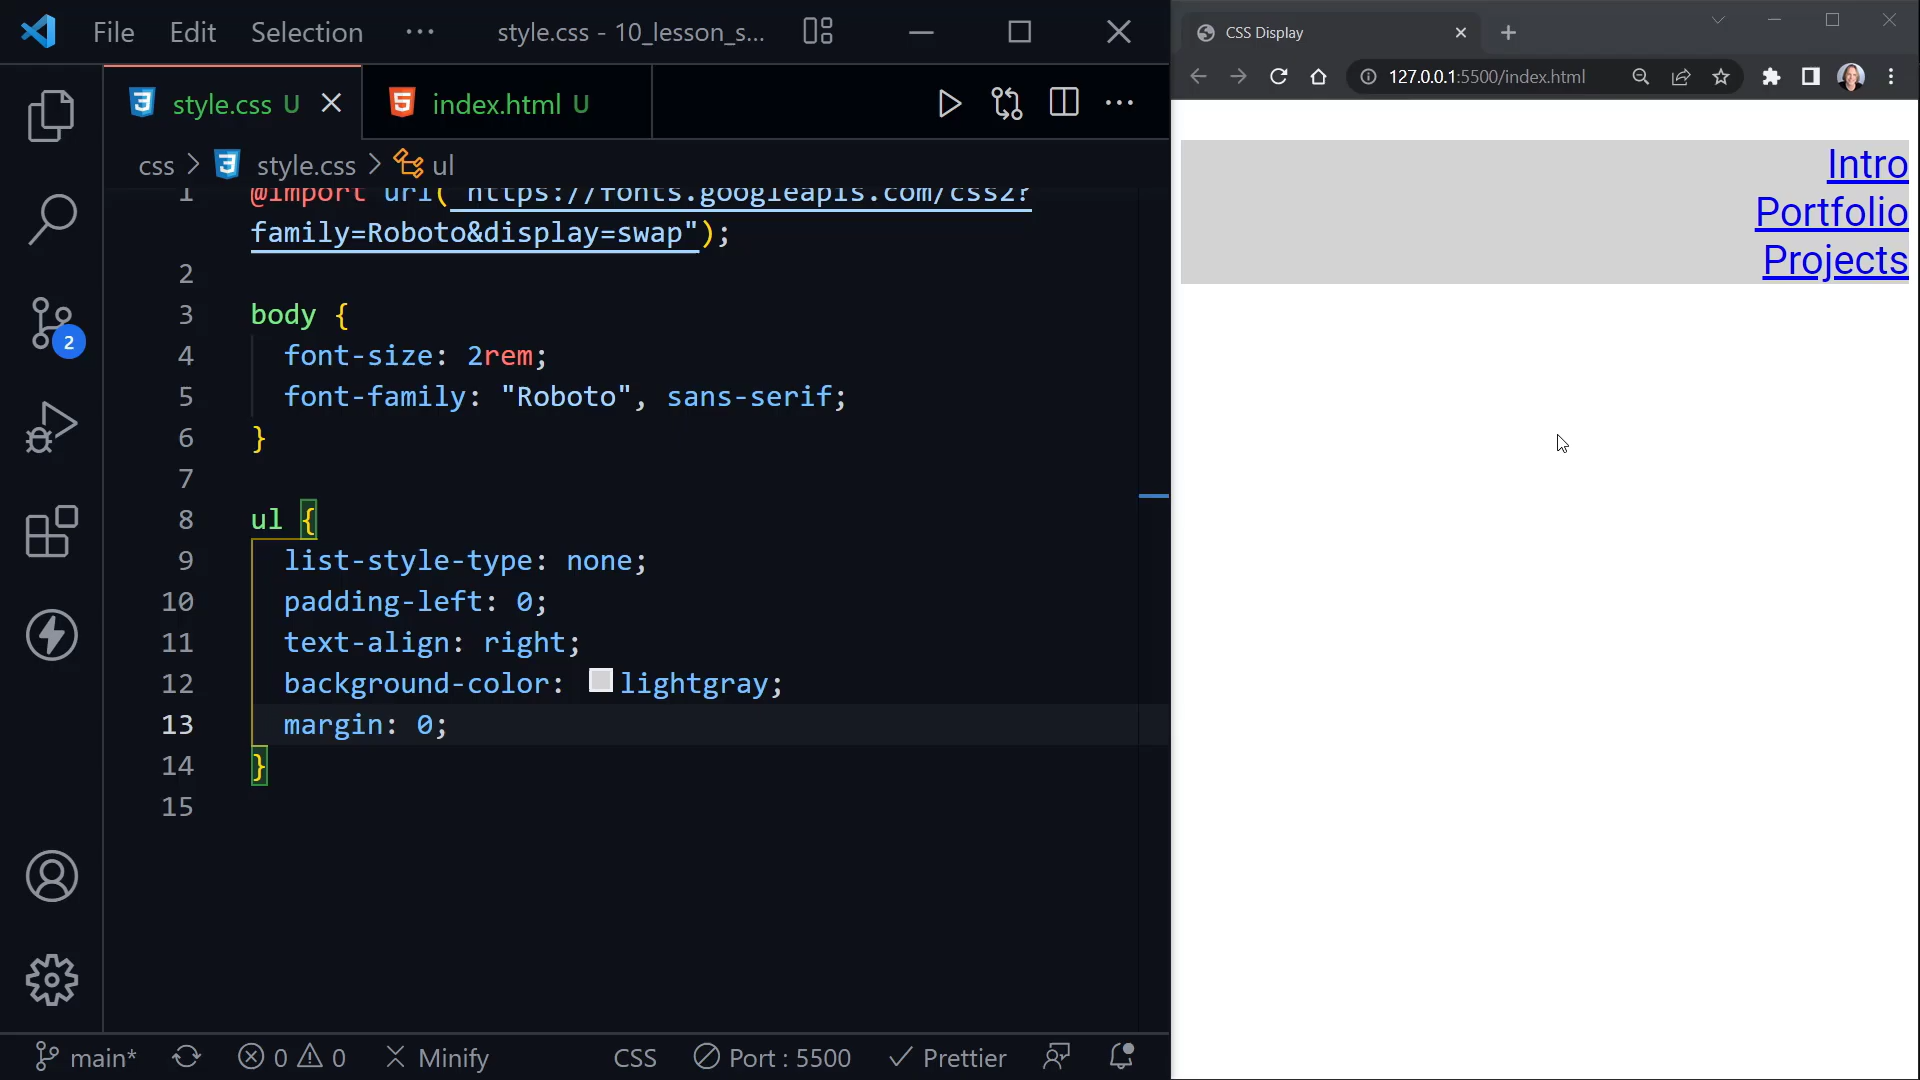 File Edit Selection ··· style.css - 10_lesson_s...
style.css U index.html U
css > style.css > ul
1 @import url("https://fonts.googleapis.com/css2?
family=Roboto&display=swap");
2
3 body {
4 font-size: 2rem;
5 font-family: "Roboto", sans-serif;
6 }
7
8 ul {
9 list-style-type: none;
10 padding-left: 0;
11 text-align: right;
12 background-color: lightgray;
13 margin: 0;
14 }
15
2
main* 0 0 Minify CSS Port : 5500 Prettier
CSS Display
127.0.0.1:5500/index.html
Intro
Portfolio
Projects